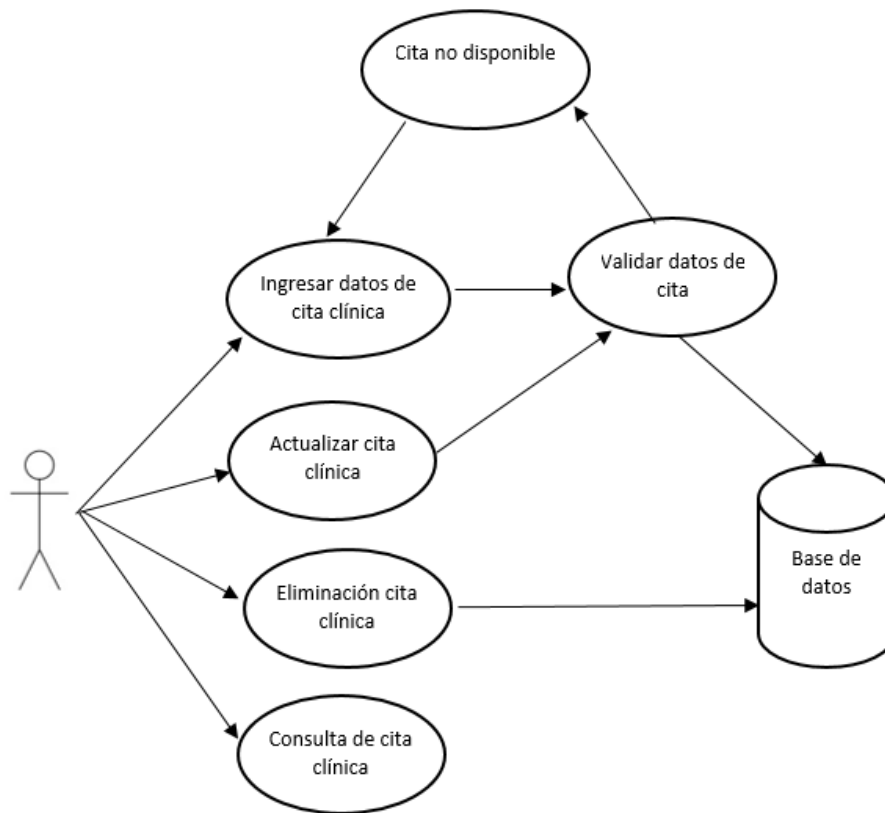 Cita no disponible
Ingresar datos de
cita clínica
Validar datos de
cita
Actualizar cita
clínica
Eliminación cita
clínica
Base de
datos
Consulta de cita
clínica